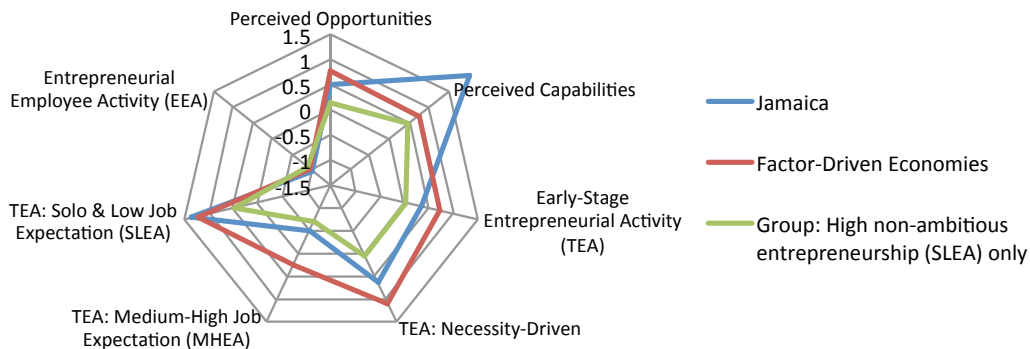 Perceived Opportunities
1.5
1
0.5
0
-0.5
-1
-1.5
Perceived Capabilities
Early-Stage
Entrepreneurial Activity
(TEA)
TEA: Necessity-Driven
TEA: Medium-High Job
Expectation (MHEA)
TEA: Solo & Low Job
Expectation (SLEA)
Entrepreneurial
Employee Activity (EEA)
Jamaica
Factor-Driven Economies
Group: High non-ambitious
entrepreneurship (SLEA) only